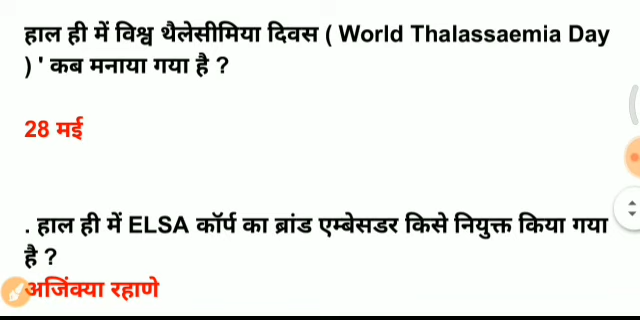 हाल ही में विश्व थैलेसीमिया दिवस ( World Thalassaemia Day
) ' कब मनाया गया है ?
28 मई
. हाल ही में ELSA कॉर्प का ब्रांड एम्बेसडर किसे नियुक्त किया गया
है ?
अजिंक्या रहाणे